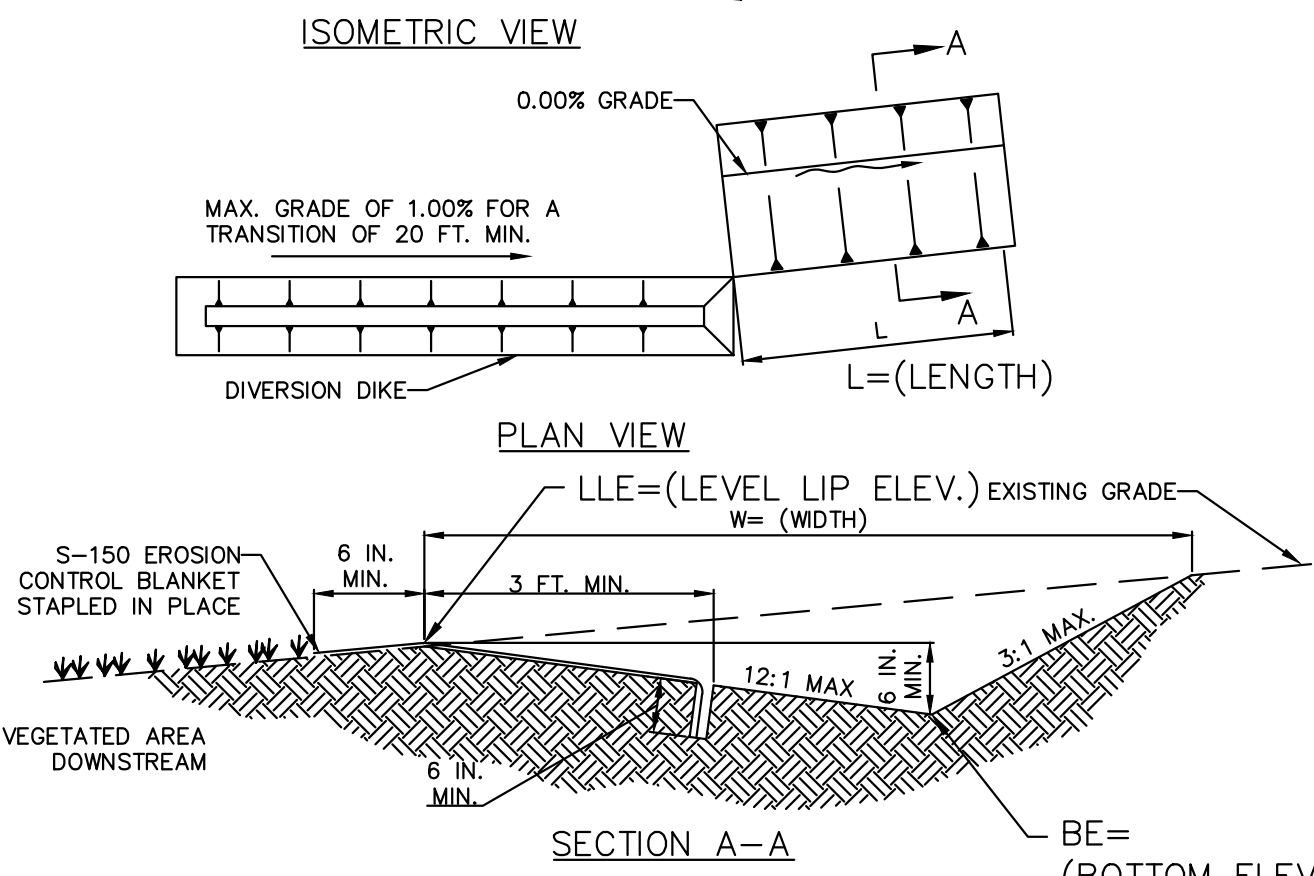 ISOMETRIC VIEW
A
0.00% GRADE
MAX. GRADE OF 1.00% FOR A
TRANSITION OF 20 FT. MIN.
A
L
DIVERSION DIKE
L=(LENGTH)
PLAN VIEW
LLE=(LEVEL LIP ELEV.)
EXISTING GRADE
W= (WIDTH)
S-150 EROSION
CONTROL BLANKET
STAPLED IN PLACE
6 IN.
MIN.
3 FT. MIN.
12:1 MAX
6 IN.
MIN.
3:1 MAX.
VEGETATED AREA
DOWNSTREAM
6 IN.
MIN.
SECTION A-A
BE=
(BOTTOM ELEV